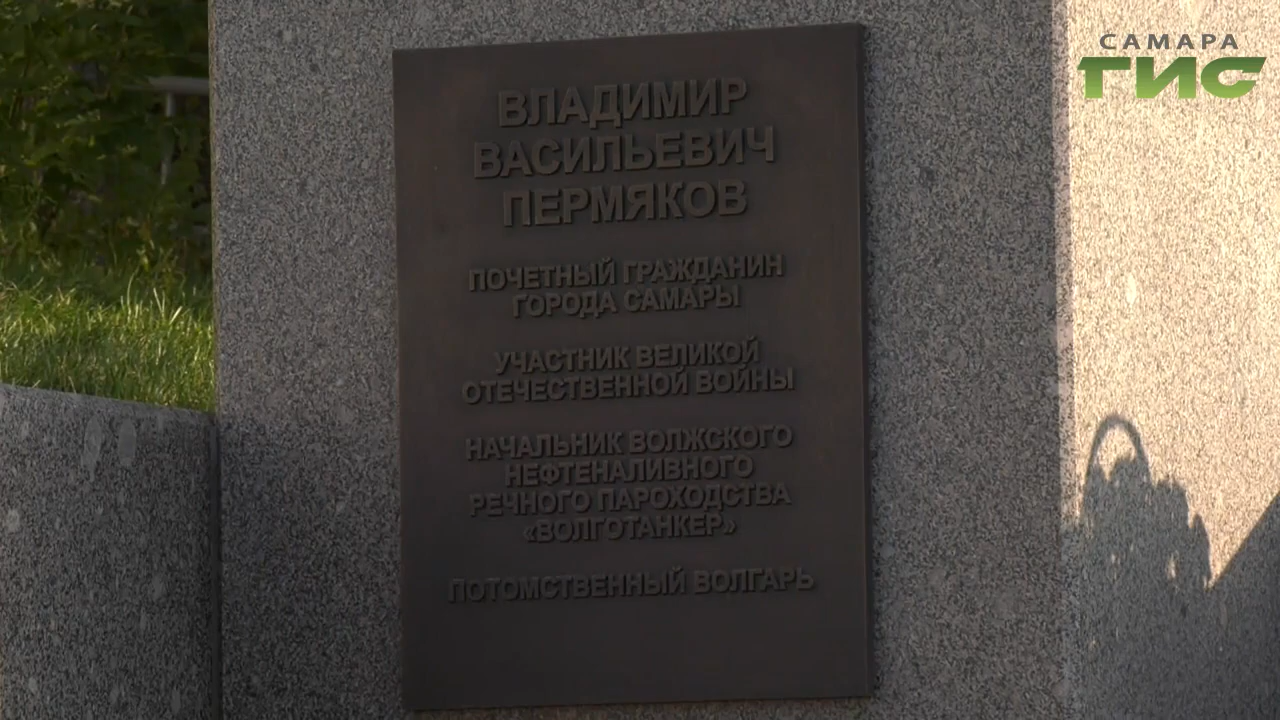 САМАРА
ГИС
ВЛАДИМИР
ВАСИЛЬЕВИЧ
ПЕРМЯКОВ
ПОЧЕТНЫЙ ГРАЖДАНИН
ГОРОДА САМАРЫ
УЧАСТНИК ВЕЛИКОЙ
ОТЕЧЕСТВЕННОЙ ВОЙНЫ
НАЧАЛЬНИК ВОЛЖСКОГО
НЕФТЕНАЛИВНОГО
РЕЧНОГО ПАРОХОДСТВА
«ВОЛГОТАНКЕР»
ПОТОМСТВЕННЫЙ ВОЛГАРЬ